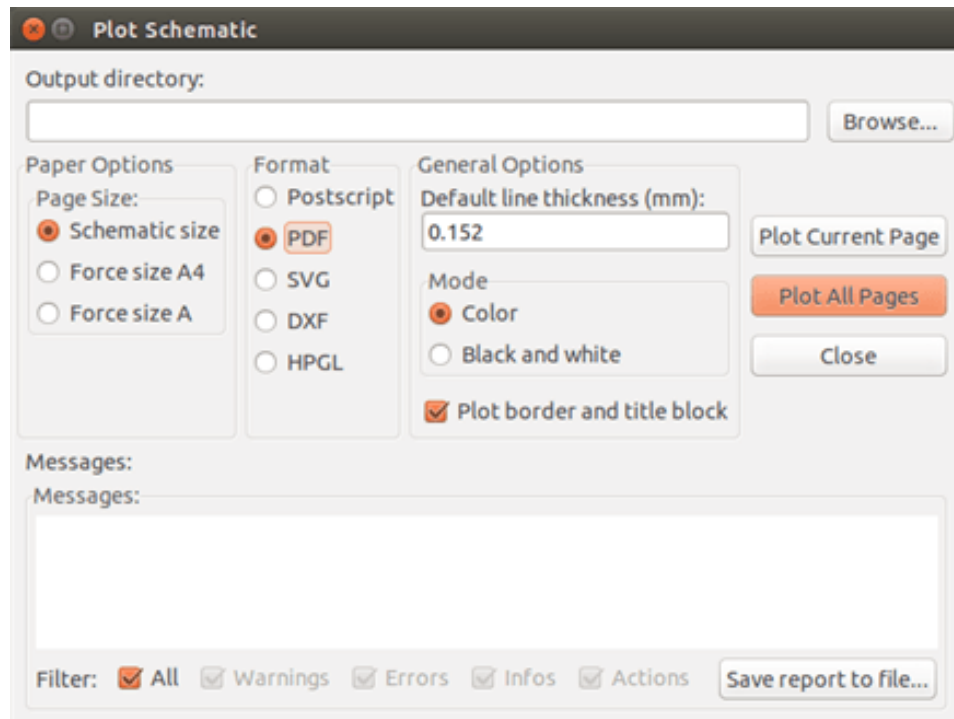 Plot Schematic
Output directory:
Browse...
Paper Options
Page Size:
Schematic size
Force size A4
Force size A
Format
Postscript
PDF
SVG
DXF
HPGL
General Options
Default line thickness (mm):
0.152
Mode
Color
Black and white
Plot border and title block
Plot Current Page
Plot All Pages
Close
Messages:
Messages:
Filter: All Warnings Errors Infos Actions Save report to file...